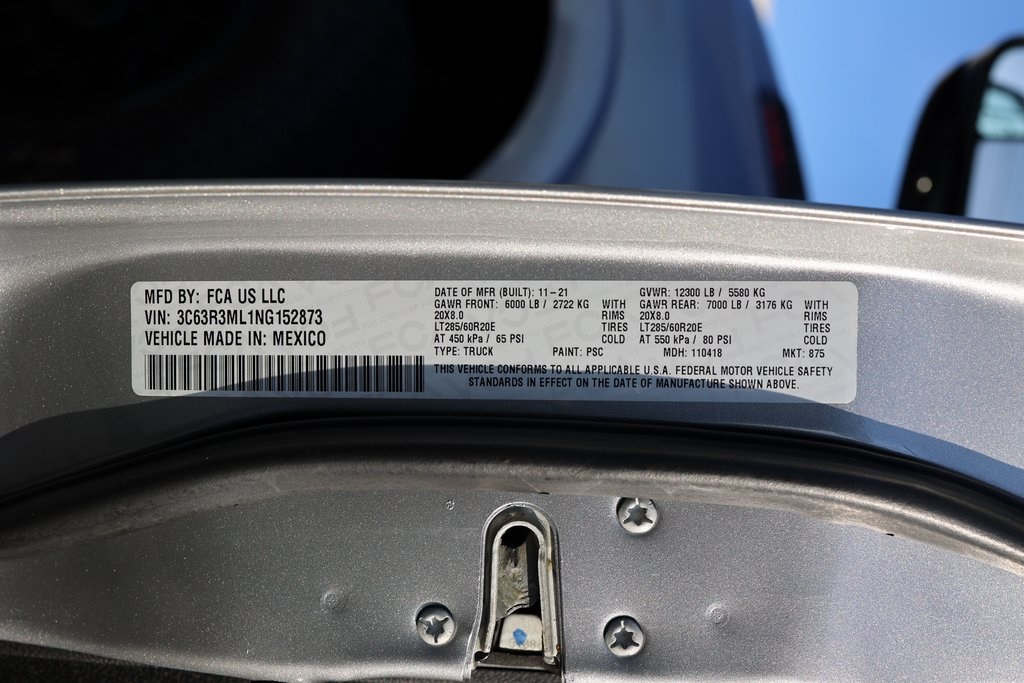 MFD BY: FCA US LLC
VIN: 3C63R3ML1NG152873
VEHICLE MADE IN: MEXICO
DATE OF MFR (BUILT): 11-21
GAWR FRONT: 6000 LB / 2722 KG WITH
20X8.0 RIMS
LT285/60R20E TIRES
AT 450 kPa / 65 PSI COLD
TYPE: TRUCK PAINT: PSC
GVWR: 12300 LB / 5580 KG
GAWR REAR: 7000 LB / 3176 KG WITH
20X8.0 RIMS
LT285/60R20E TIRES
AT 550 kPa / 80 PSI COLD
MDH: 110418 MKT: 875
THIS VEHICLE CONFORMS TO ALL APPLICABLE U.S.A. FEDERAL MOTOR VEHICLE SAFETY
STANDARDS IN EFFECT ON THE DATE OF MANUFACTURE SHOWN ABOVE.